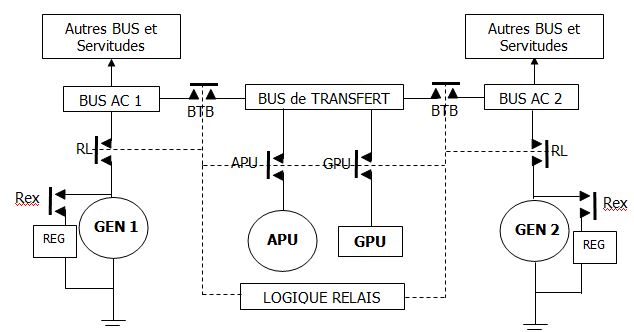 Autres BUS et
Servitudes
Autres BUS et
Servitudes
BUS AC 1
BTB
BUS de TRANSFERT
BTB
BUS AC 2
RL
APU
GPU
RL
Rex
REG
GEN 1
APU
GPU
GEN 2
Rex
REG
LOGIQUE RELAIS